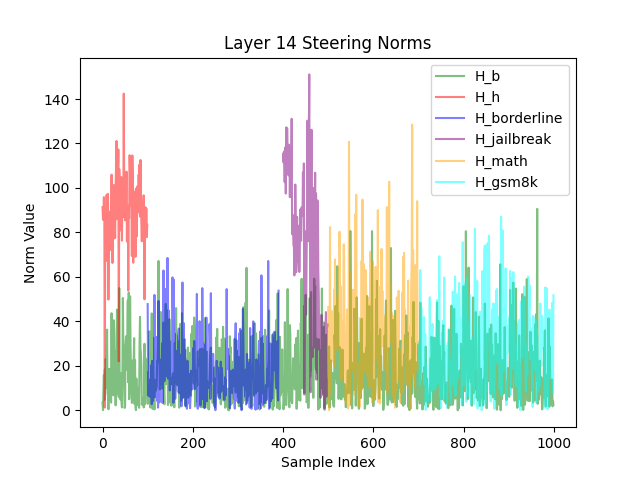 Layer 14 Steering Norms
Norm Value
140
120
100
80
60
40
20
0
0
200
400
600
800
1000
Sample Index
H_b
H_h
H_borderline
H_jailbreak
H_math
H_gsm8k